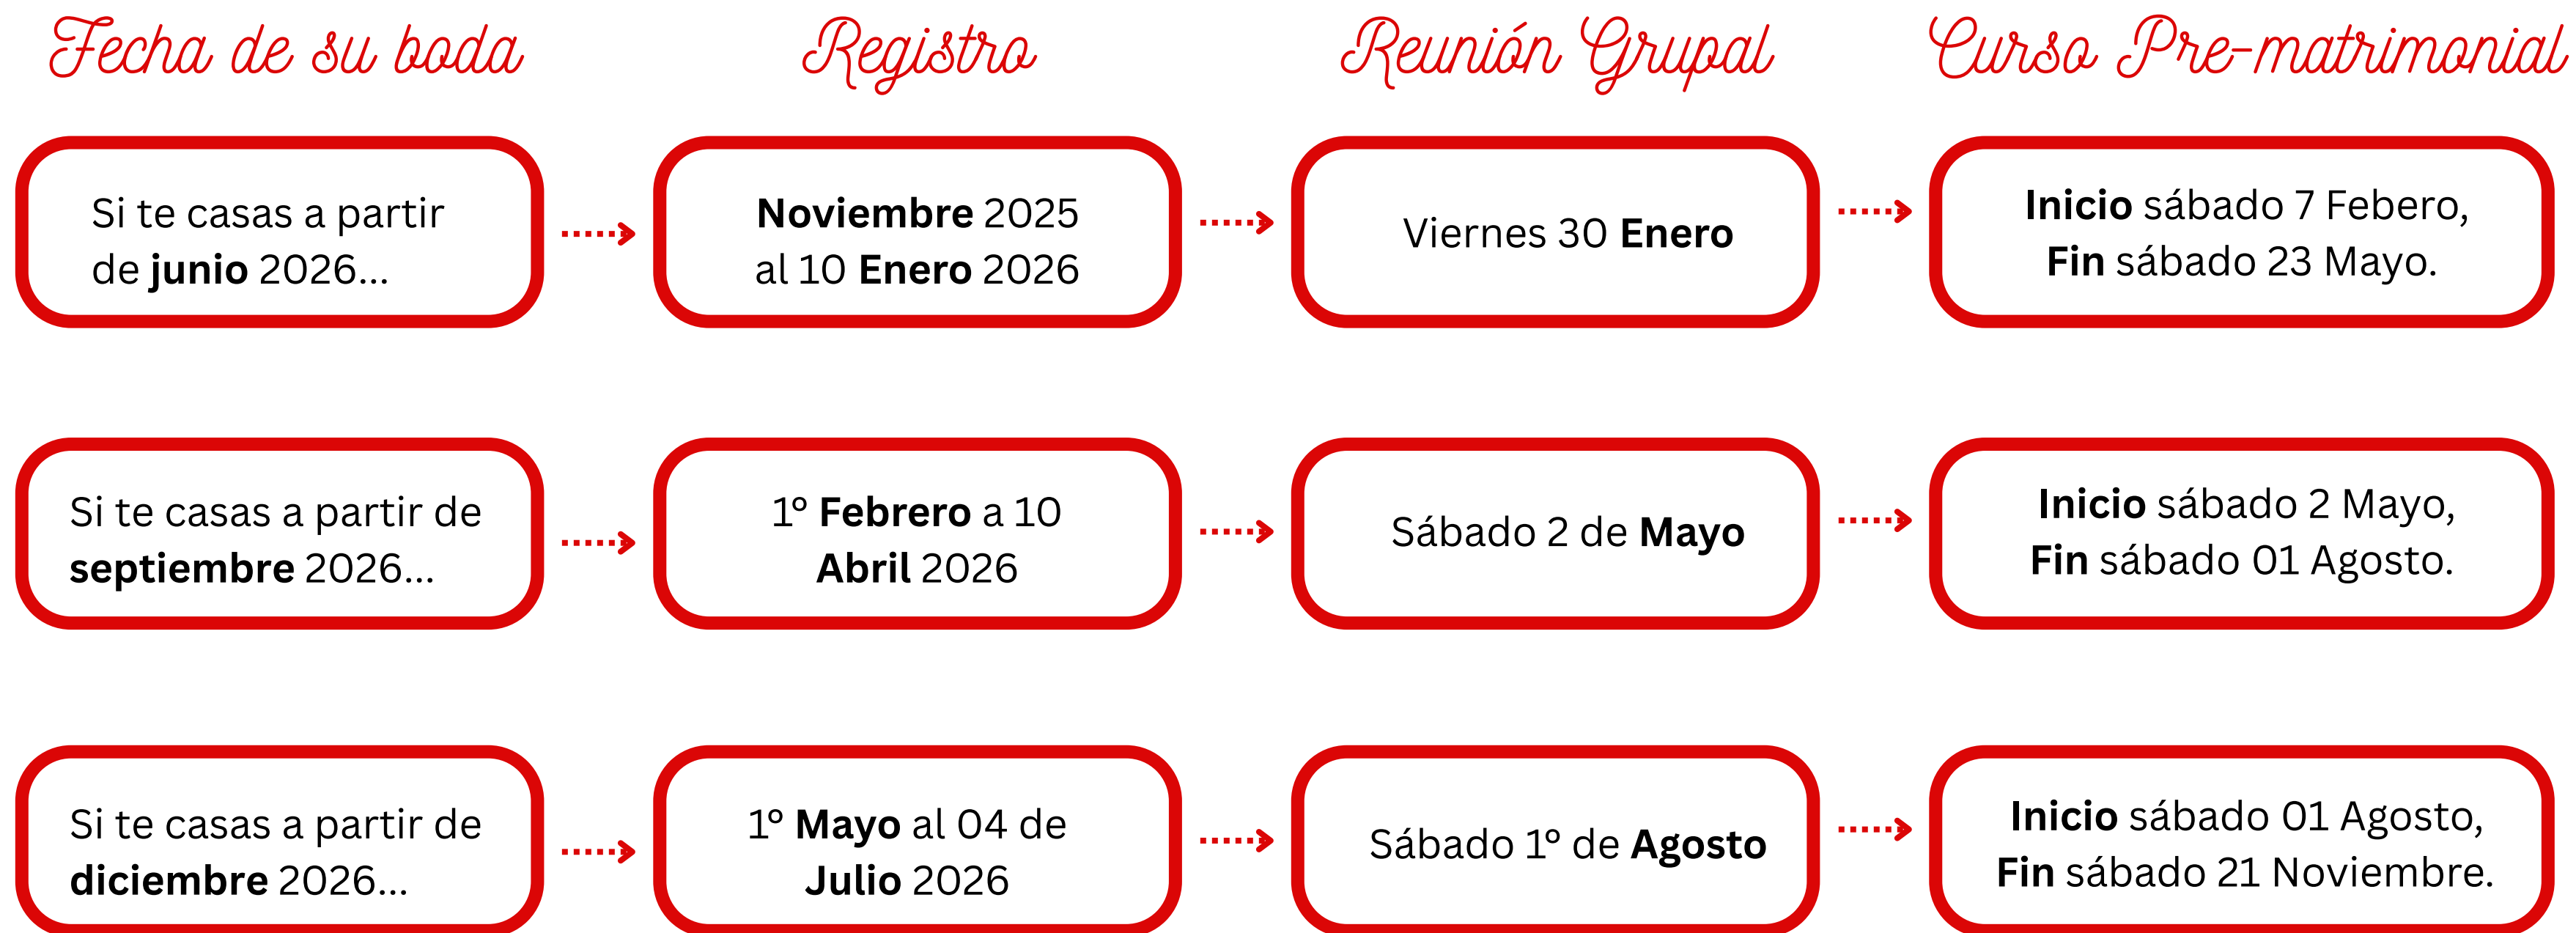 Fecha de su boda
Registro
Reunión Grupal
Curso Pre-matrimonial
Si te casas a partir
de junio 2026...
Noviembre 2025
al 10 Enero 2026
Viernes 30 Enero
Inicio sábado 7 Febero,
Fin sábado 23 Mayo.
Si te casas a partir de
septiembre 2026...
1º Febrero a 10
Abril 2026
Sábado 2 de Mayo
Inicio sábado 2 Mayo,
Fin sábado 01 Agosto.
Si te casas a partir de
diciembre 2026...
1º Mayo al 04 de
Julio 2026
Sábado 1º de Agosto
Inicio sábado 01 Agosto,
Fin sábado 21 Noviembre.